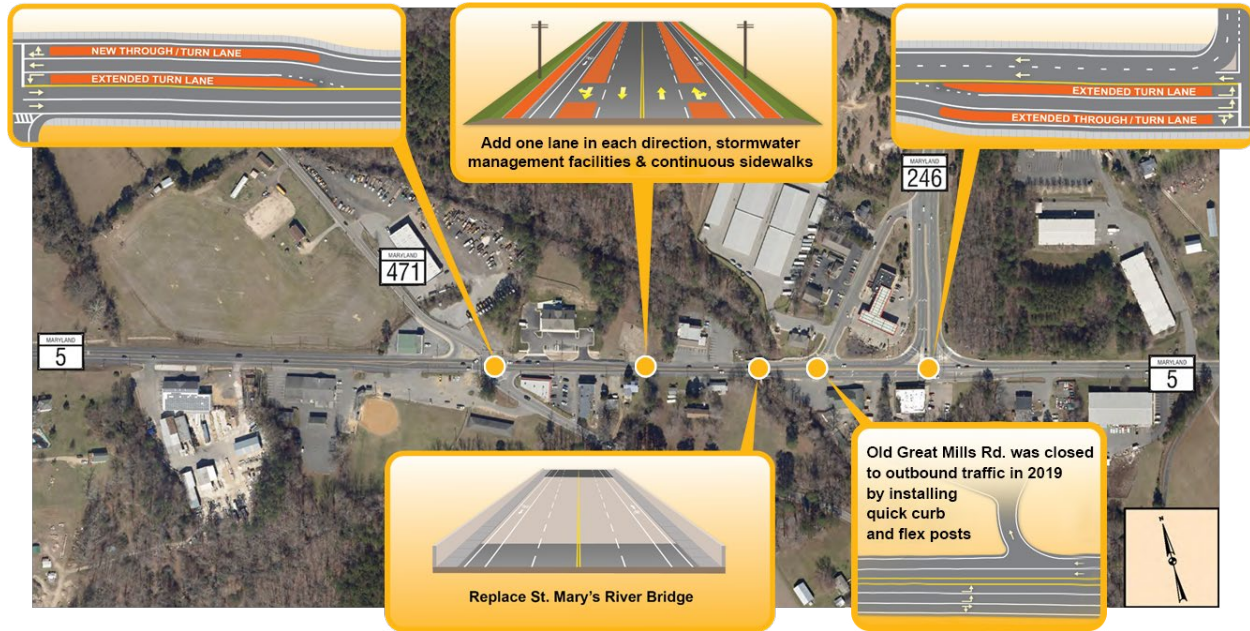 NEW THROUGH / TURN LANE
EXTENDED TURN LANE
Add one lane in each direction, stormwater
management facilities & continuous sidewalks
EXTENDED TURN LANE
EXTENDED THROUGH / TURN LANE
MARYLAND
246
MARYLAND
471
MARYLAND
5
MARYLAND
5
Replace St. Mary's River Bridge
Old Great Mills Rd. was closed
to outbound traffic in 2019
by installing
quick curb
and flex posts
N